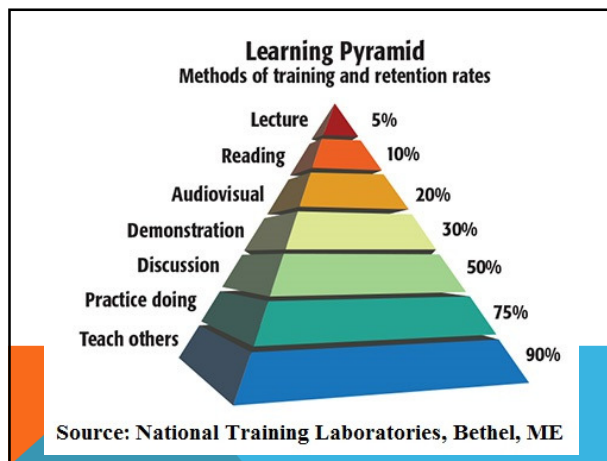 Learning Pyramid
Methods of training and retention rates
Lecture 5%
Reading 10%
Audiovisual 20%
Demonstration 30%
Discussion 50%
Practice doing 75%
Teach others 90%
Source: National Training Laboratories, Bethel, ME